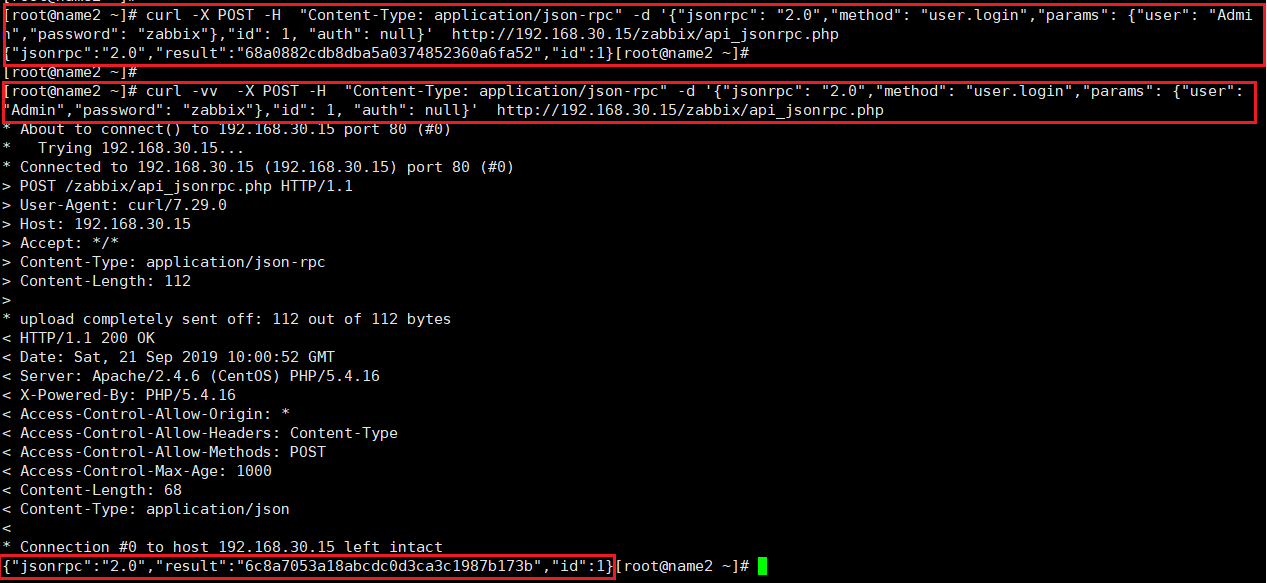 [root@name2 ~]# curl -X POST -H  "Content-Type: application/json-rpc" -d '{"jsonrpc": "2.0","method": "user.login","params": {"user": "Admi
n","password": "zabbix"},"id": 1, "auth": null}'  http://192.168.30.15/zabbix/api_jsonrpc.php
{"jsonrpc":"2.0","result":"68a0882cdb8dba5a0374852360a6fa52","id":1}[root@name2 ~]#
[root@name2 ~]#
[root@name2 ~]# curl -vv  -X POST -H  "Content-Type: application/json-rpc" -d '{"jsonrpc": "2.0","method": "user.login","params": {"user":
"Admin","password": "zabbix"},"id": 1, "auth": null}'  http://192.168.30.15/zabbix/api_jsonrpc.php
* About to connect() to 192.168.30.15 port 80 (#0)
*   Trying 192.168.30.15...
* Connected to 192.168.30.15 (192.168.30.15) port 80 (#0)
> POST /zabbix/api_jsonrpc.php HTTP/1.1
> User-Agent: curl/7.29.0
> Host: 192.168.30.15
> Accept: */*
> Content-Type: application/json-rpc
> Content-Length: 112
>
* upload completely sent off: 112 out of 112 bytes
< HTTP/1.1 200 OK
< Date: Sat, 21 Sep 2019 10:00:52 GMT
< Server: Apache/2.4.6 (CentOS) PHP/5.4.16
< X-Powered-By: PHP/5.4.16
< Access-Control-Allow-Origin: *
< Access-Control-Allow-Headers: Content-Type
< Access-Control-Allow-Methods: POST
< Access-Control-Max-Age: 1000
< Content-Length: 68
< Content-Type: application/json
<
* Connection #0 to host 192.168.30.15 left intact
{"jsonrpc":"2.0","result":"6c8a7053a18abcdc0d3ca3c1987b173b","id":1}[root@name2 ~]#